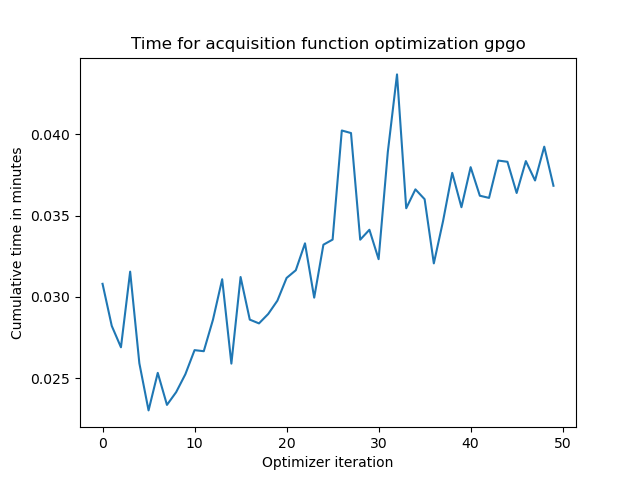 Time for acquisition function optimization gpgo
Cumulative time in minutes
0.040
0.035
0.030
0.025
0 10 20 30 40 50
Optimizer iteration